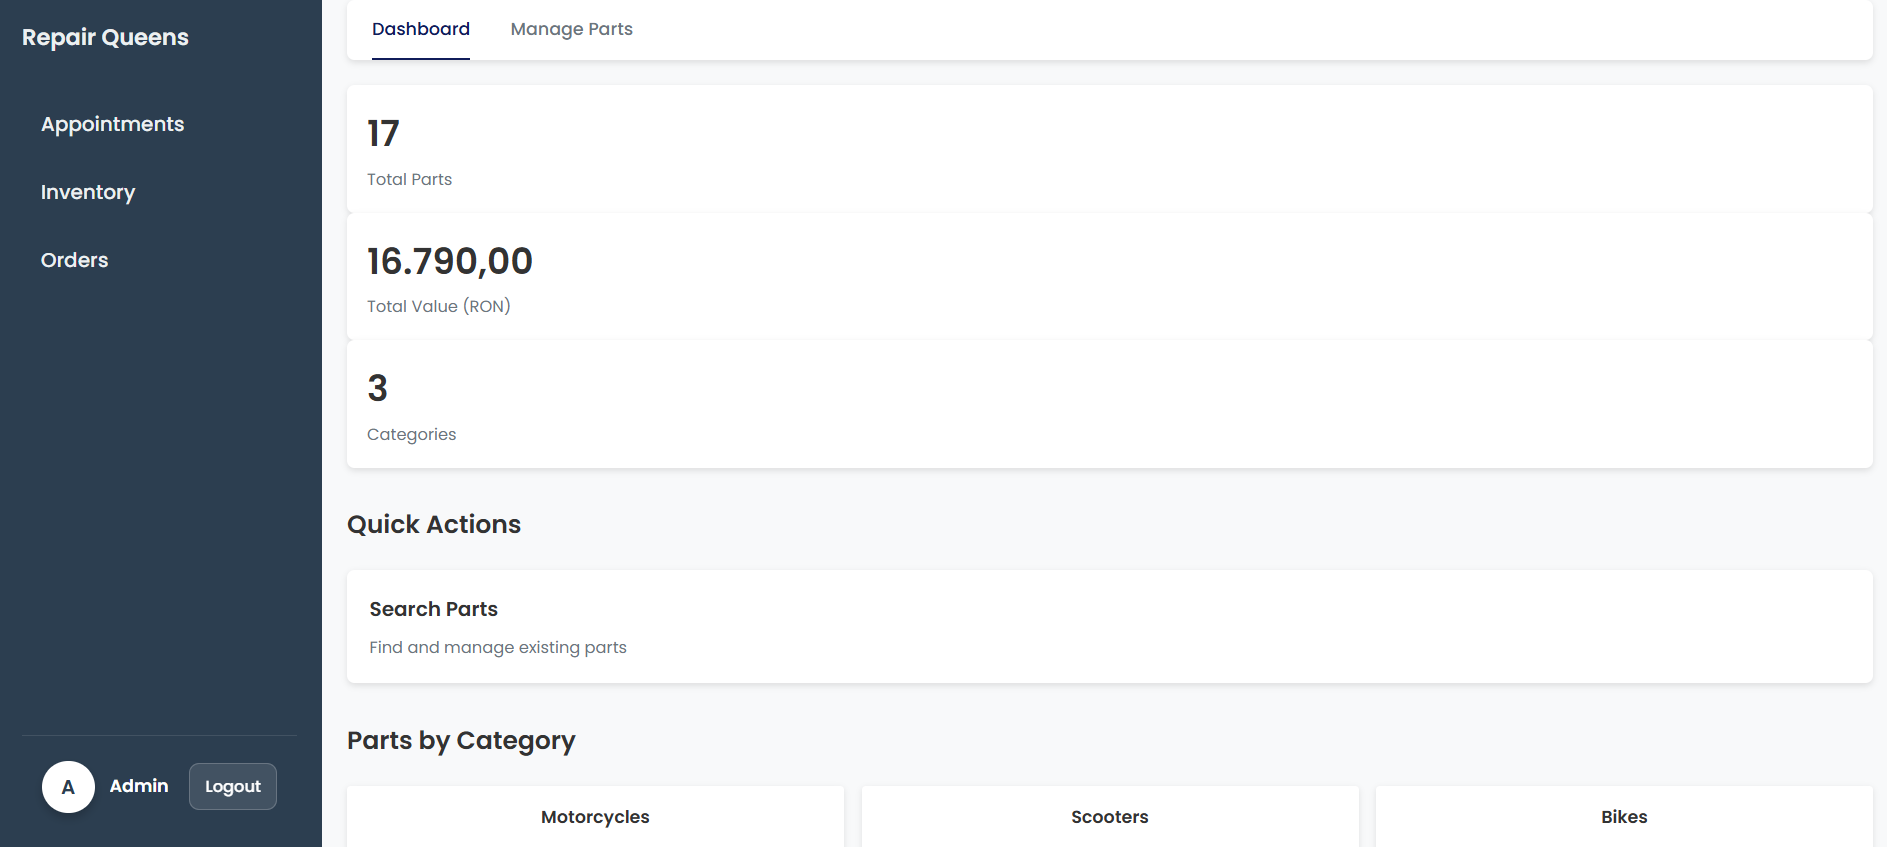 Repair Queens
Appointments
Inventory
Orders
A Admin Logout
Dashboard Manage Parts
17
Total Parts
16.790,00
Total Value (RON)
3
Categories
Quick Actions
Search Parts
Find and manage existing parts
Parts by Category
Motorcycles Scooters Bikes